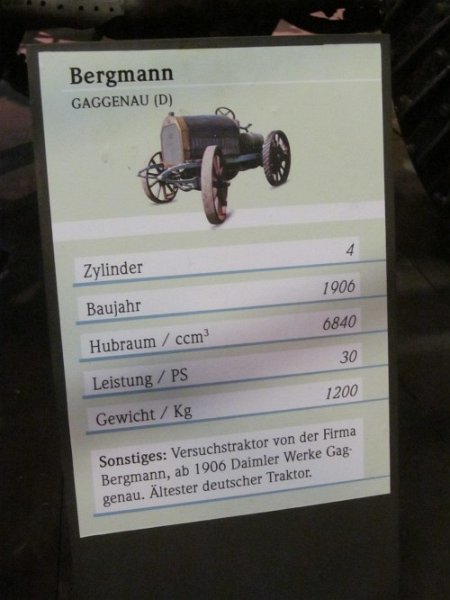 Bergmann
GAGGENAU (D)
Zylinder 4
Baujahr 1906
Hubraum / ccm³ 6840
Leistung / PS 30
Gewicht / Kg 1200
Sonstiges: Versuchstraktor von der Firma
Bergmann, ab 1906 Daimler Werke Gag-
genau. Ältester deutscher Traktor.